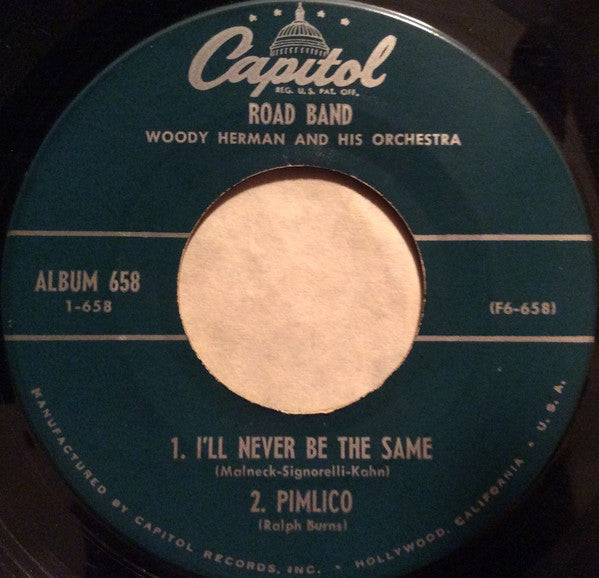 Capitol
REG. U.S. PAT. OFF.
ROAD BAND
WOODY HERMAN AND HIS ORCHESTRA
ALBUM 658
1-658
(F6-658)
1. I'LL NEVER BE THE SAME
(Malneck-Signorelli-Kahn)
2. PIMLICO
(Ralph Burns)
MANUFACTURED BY CAPITOL RECORDS, INC. • HOLLYWOOD, CALIFORNIA • U.S.A.